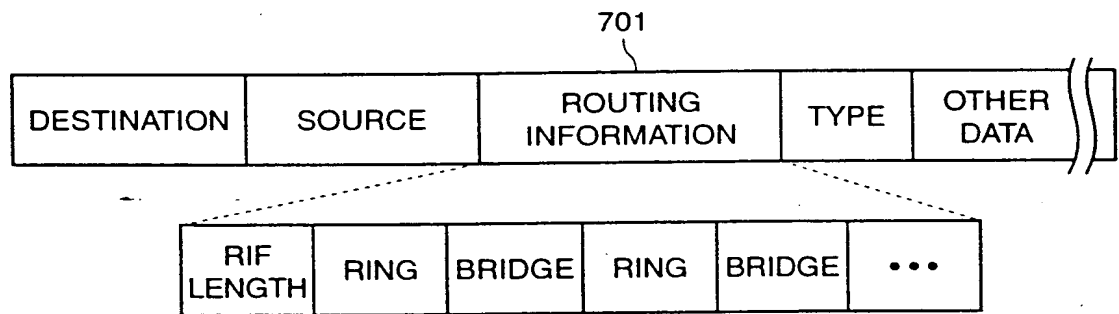 701
DESTINATION
SOURCE
ROUTING
INFORMATION
TYPE
OTHER
DATA
RIF
LENGTH
RING
BRIDGE
RING
BRIDGE
•••